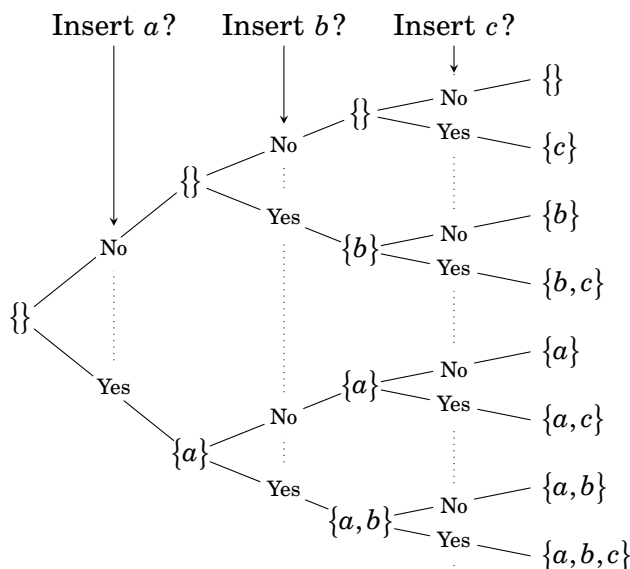 Insert a? Insert b? Insert c?
{}
No
{}
Yes
No
{c}
{}
Yes
{b}
No
{b}
Yes
No
{b, c}
{}
{a}
No
Yes
{a}
Yes
No
{a, c}
{a}
{a, b}
Yes
No
{a, b}
Yes
{a, b, c}